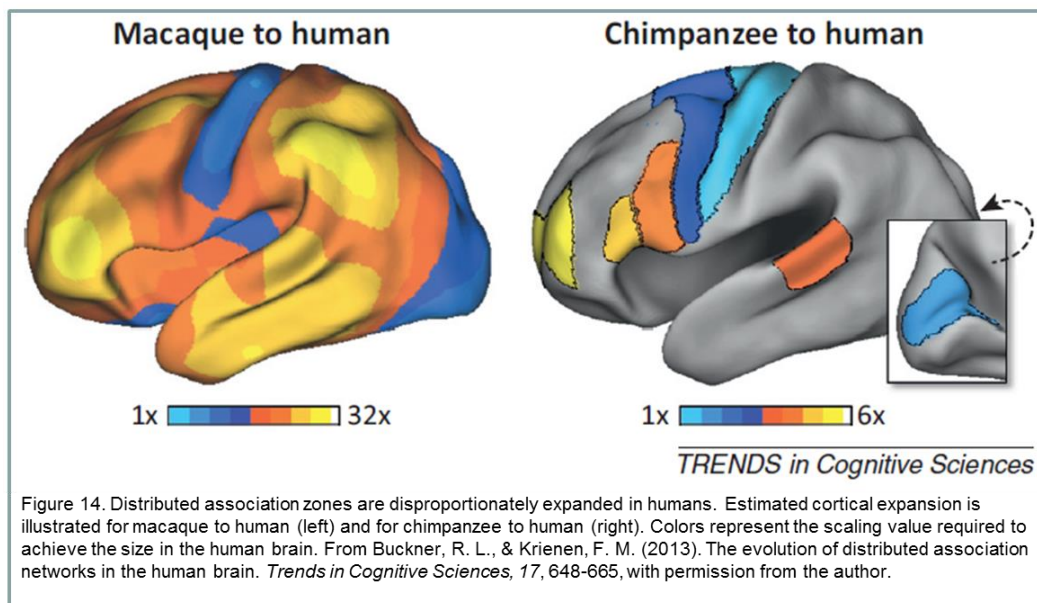 Macaque to human
Chimpanzee to human
1x 32x
1x 6x
TRENDS in Cognitive Sciences
Figure 14. Distributed association zones are disproportionately expanded in humans. Estimated cortical expansion is
illustrated for macaque to human (left) and for chimpanzee to human (right). Colors represent the scaling value required to
achieve the size in the human brain. From Buckner, R. L., & Krienen, F. M. (2013). The evolution of distributed association
networks in the human brain. Trends in Cognitive Sciences, 17, 648-665, with permission from the author.